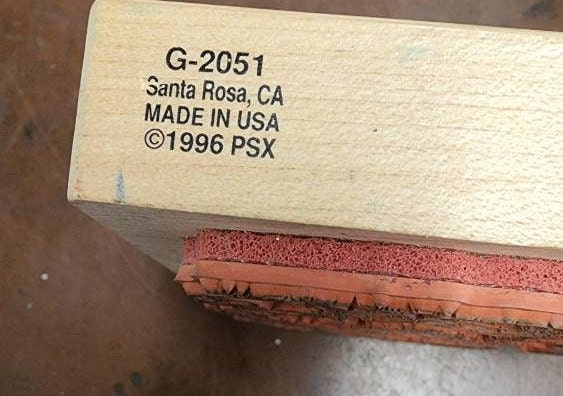 G-2051
Santa Rosa, CA
MADE IN USA
©1996 PSX